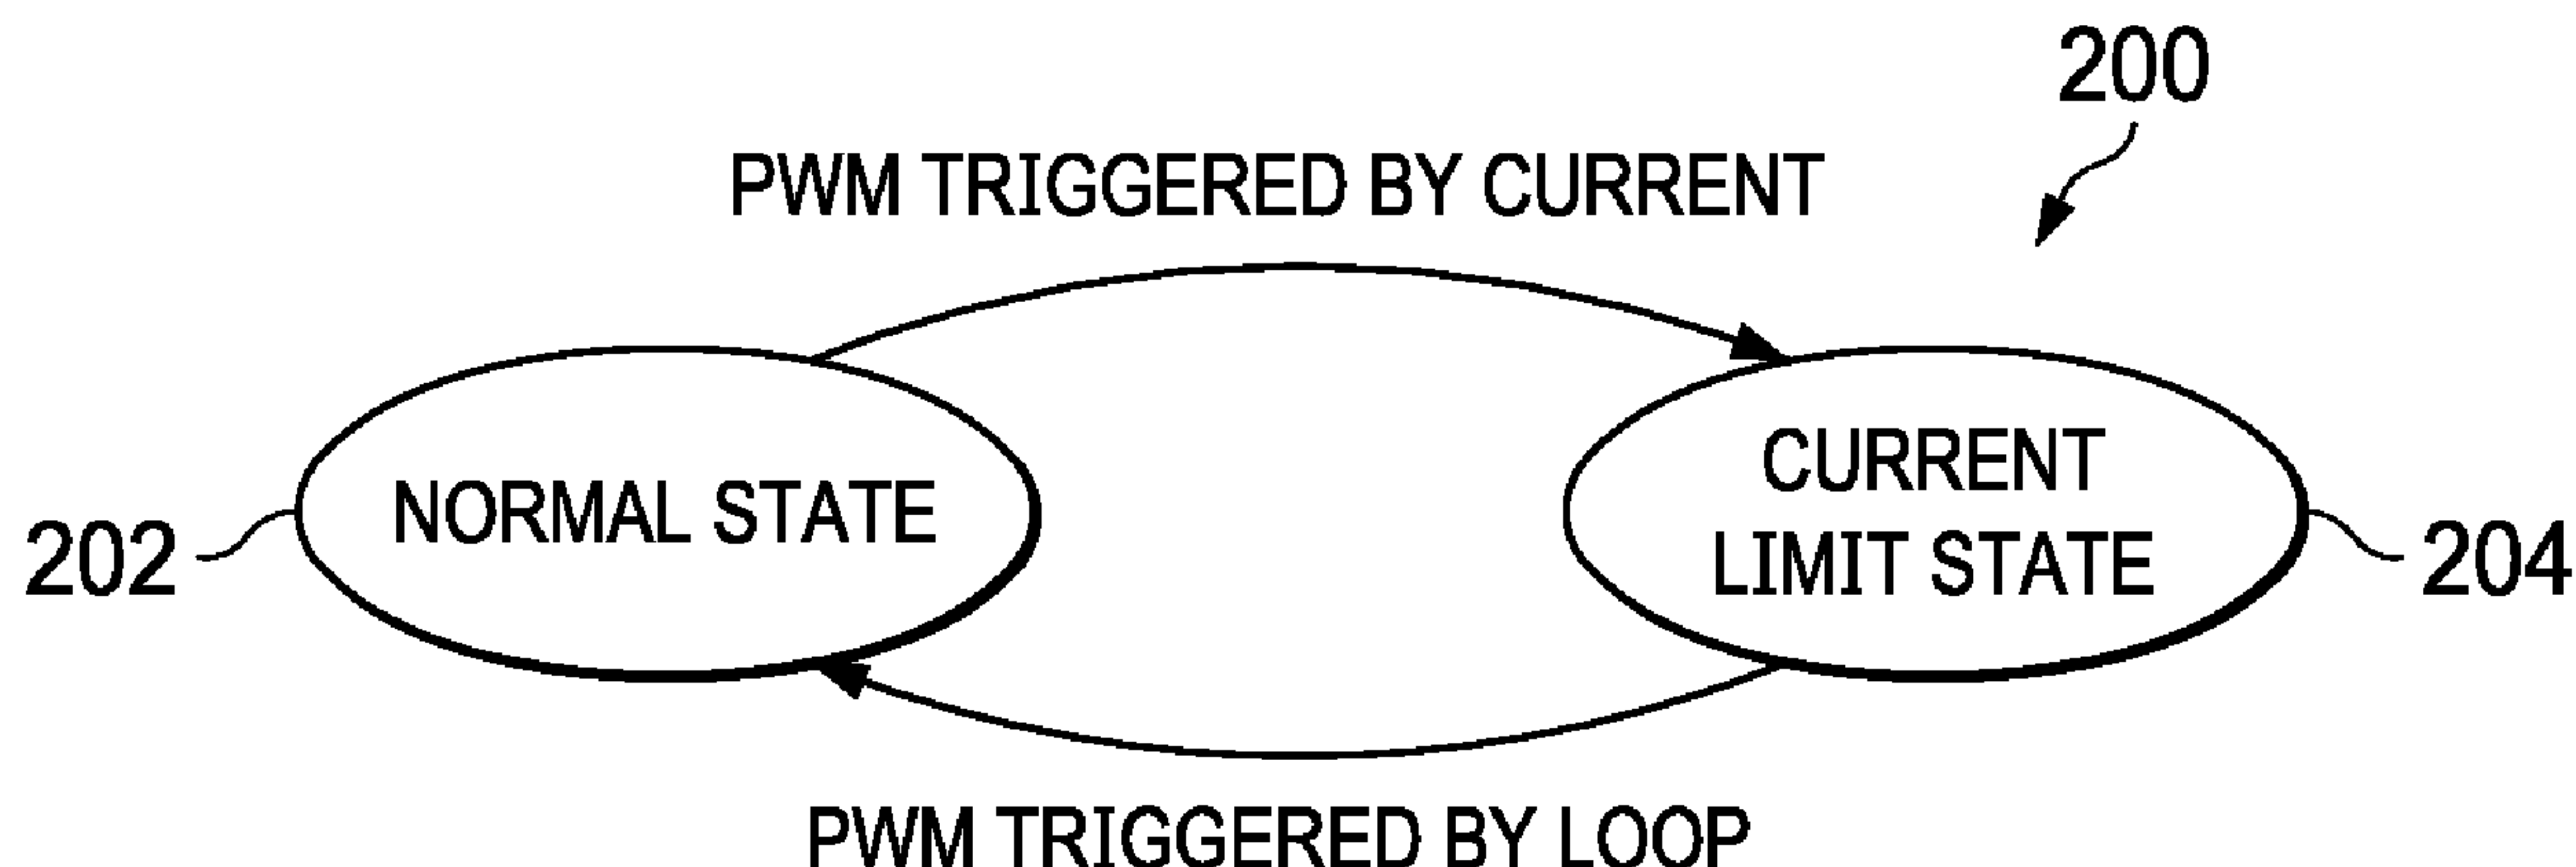 200
PWM TRIGGERED BY CURRENT
NORMAL STATE
CURRENT
LIMIT STATE
202
204
PWM TRIGGERED BY LOOP